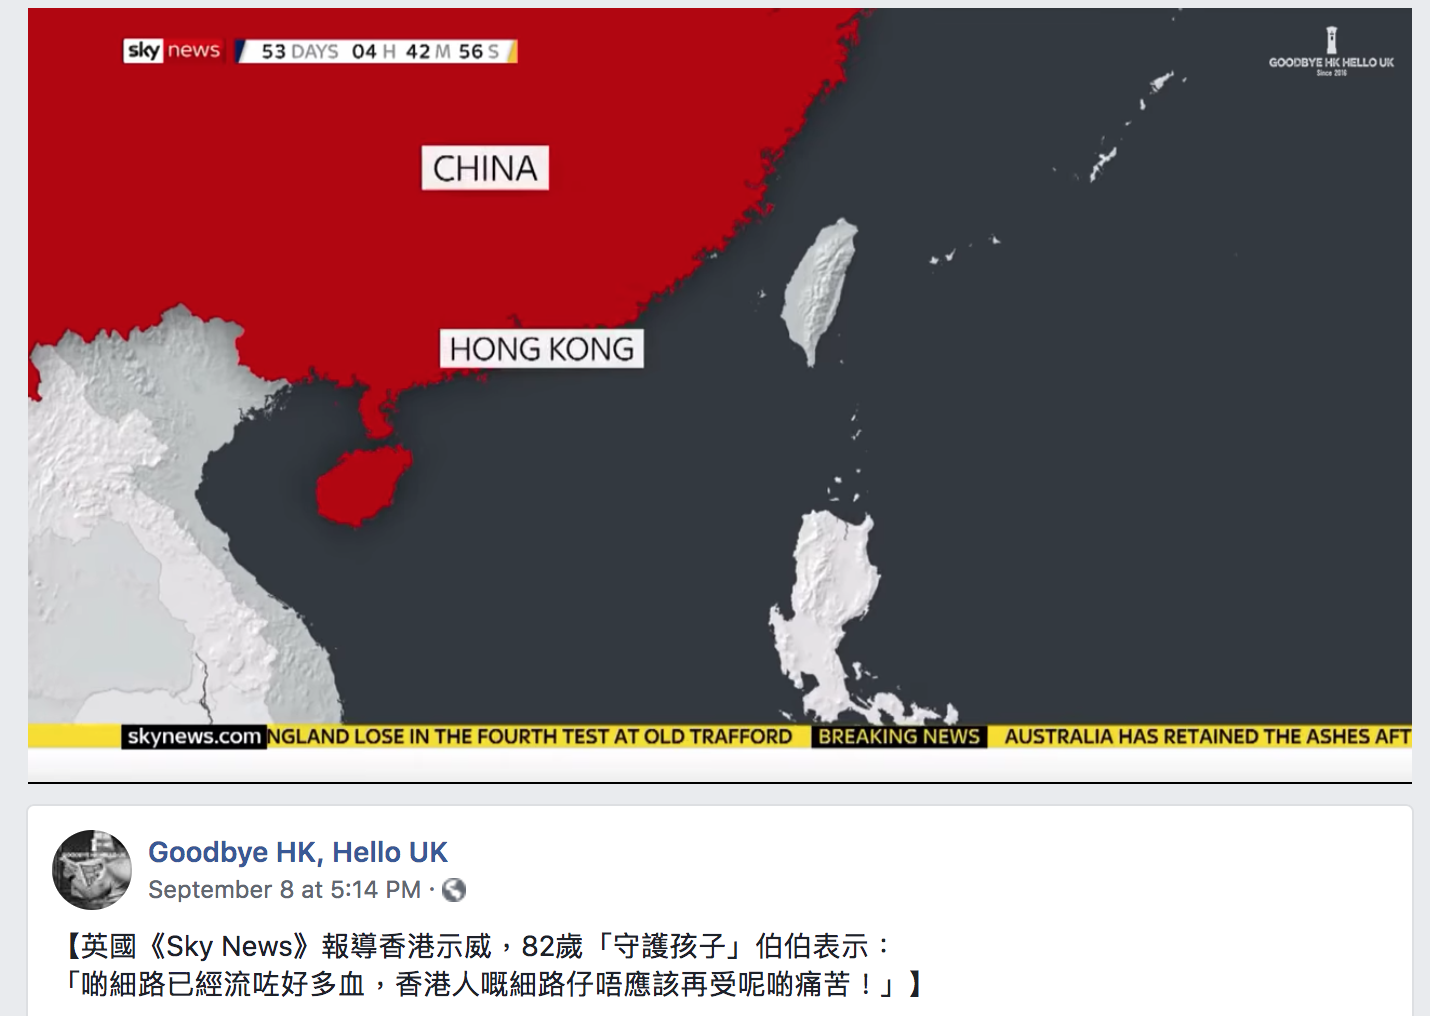 sky news 53 DAYS 04 H 42 M 56 S
GOODBYE HK HELLO UK
Since 2016
CHINA
HONG KONG
skynews.com NGLAND LOSE IN THE FOURTH TEST AT OLD TRAFFORD BREAKING NEWS AUSTRALIA HAS RETAINED THE ASHES AFT
Goodbye HK, Hello UK
September 8 at 5:14 PM ·
【英國《Sky News》報導香港示威，82歲「守護孩子」伯伯表示：
「啲細路已經流咗好多血，香港人嘅細路仔唔應該再受呢啲痛苦！」】